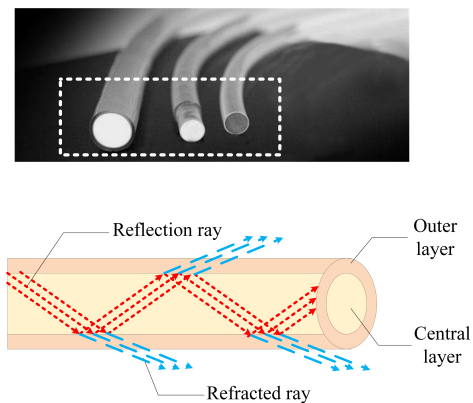 Reflection ray
Outer
layer
Central
layer
Refracted ray